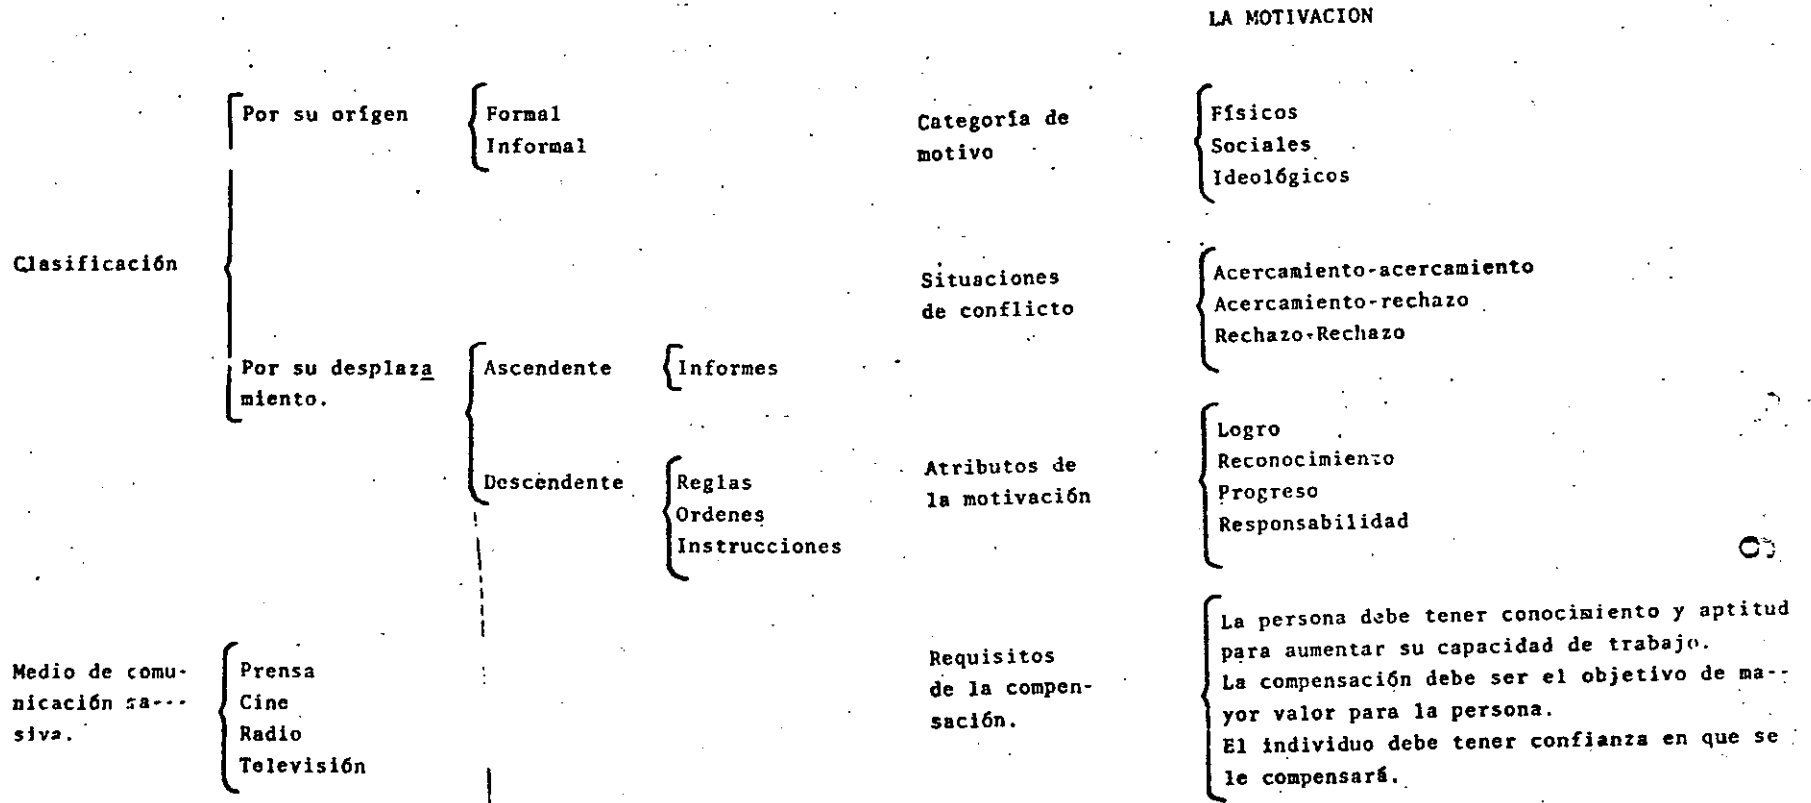 Clasificación
Por su orígen
Formal
Informal
Por su desplaza
miento.
Ascendente
Informes
Descendente
Reglas
Ordenes
Instrucciones
Medio de comu-
nicación ma---
siva.
Prensa
Cine
Radio
Televisión
LA MOTIVACION
Categoría de
motivo
Físicos
Sociales
Ideológicos
Situaciones
de conflicto
Acercamiento-acercamiento
Acercamiento-rechazo
Rechazo-Rechazo
Atributos de
la motivación
Logro
Reconocimiento
Progreso
Responsabilidad
Requisitos
de la compen-
sación.
La persona debe tener conocimiento y aptitud
para aumentar su capacidad de trabajo.
La compensación debe ser el objetivo de ma--
yor valor para la persona.
El individuo debe tener confianza en que se
le compensará.